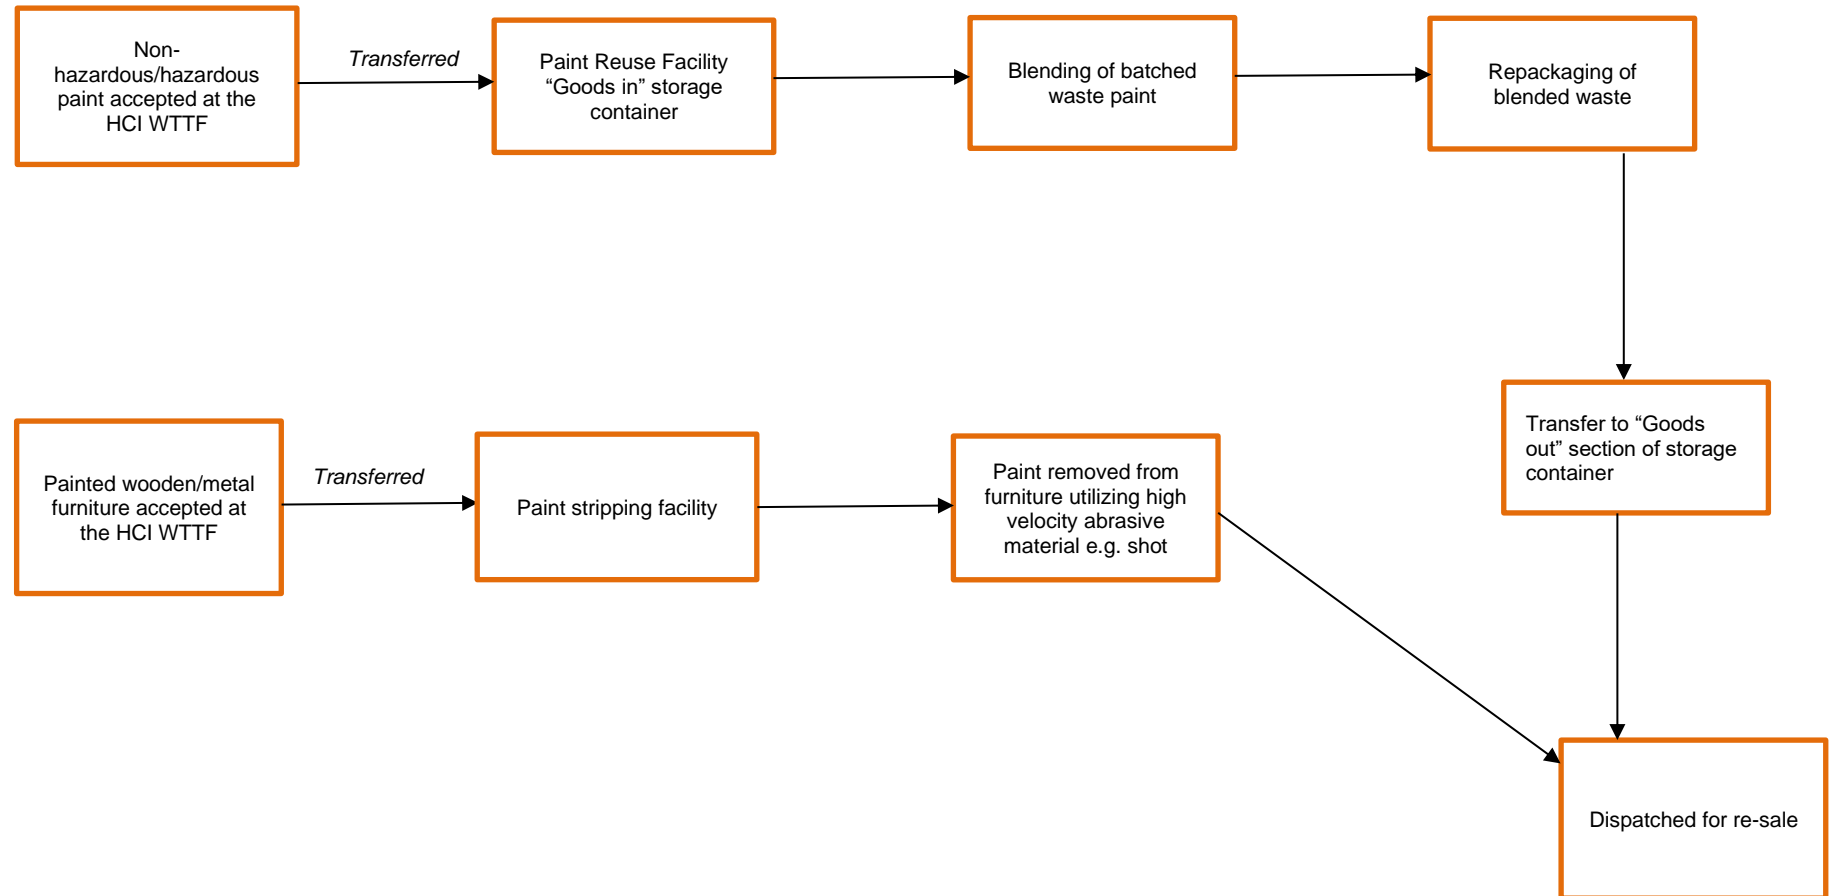 Non-
hazardous/hazardous
paint accepted at the
HCI WTTF
Transferred
Paint Reuse Facility
“Goods in” storage
container
Blending of batched
waste paint
Repackaging of
blended waste
Transfer to “Goods
out” section of storage
container
Painted wooden/metal
furniture accepted at
the HCI WTTF
Transferred
Paint stripping facility
Paint removed from
furniture utilizing high
velocity abrasive
material e.g. shot
Dispatched for re-sale